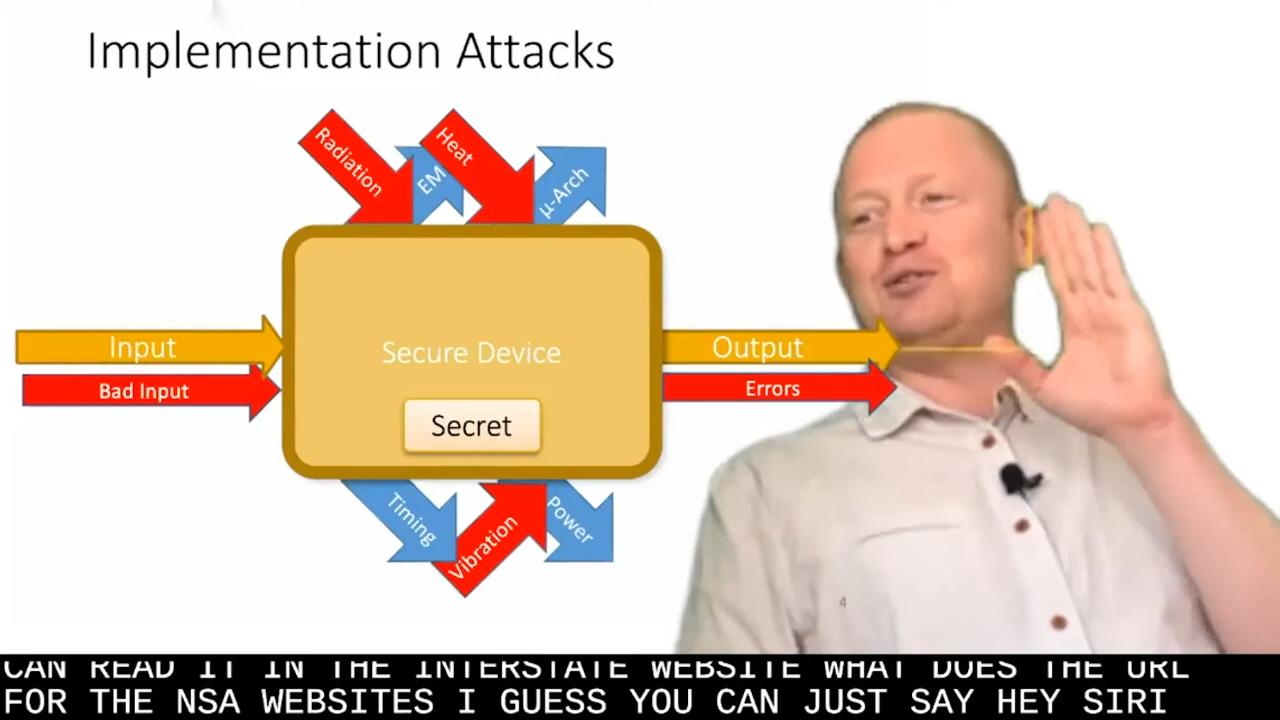 Implementation Attacks
Radiation
EM
Heat
μ-Arch
Input
Bad Input
Secure Device
Secret
Output
Errors
Timing
Vibration
Power
4
CAN READ IT IN THE INTERSTATE WEBSITE WHAT DOES THE URL
FOR THE NSA WEBSITES I GUESS YOU CAN JUST SAY HEY SIRI